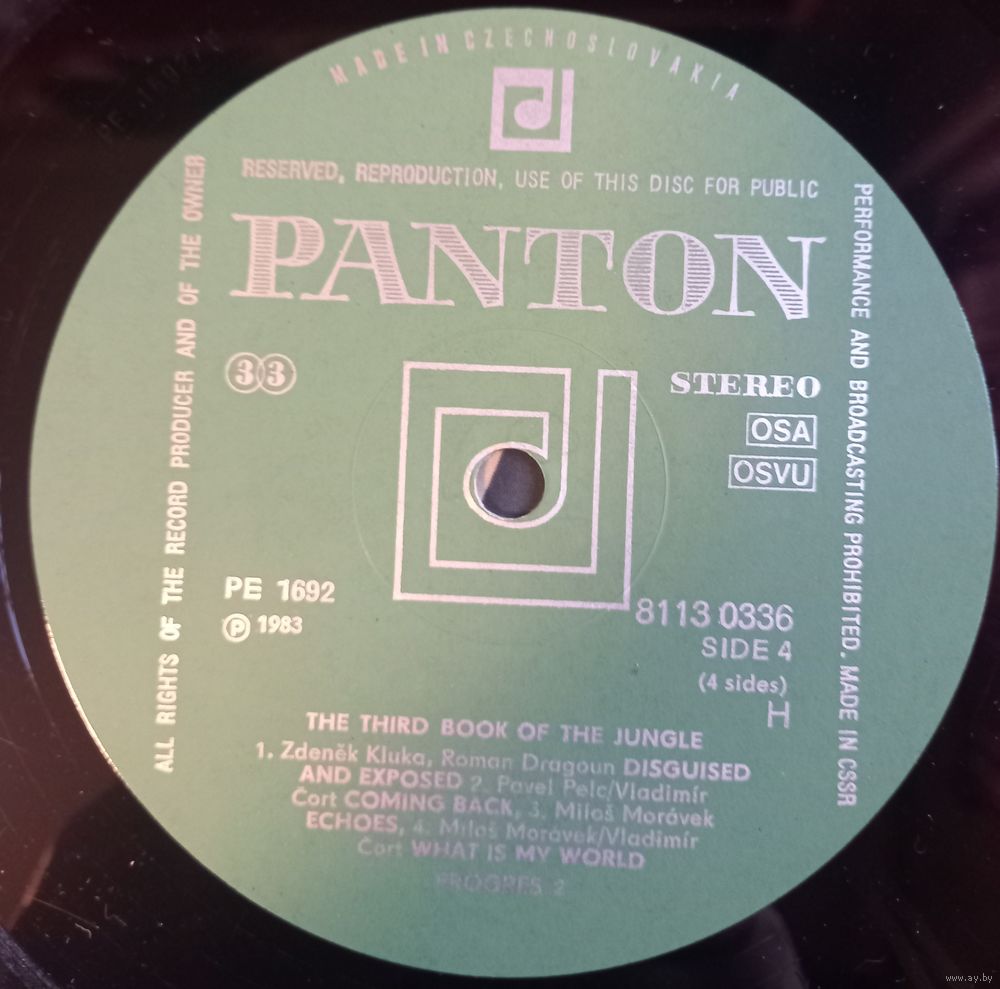 MADE IN CZECHOSLOVAKIA
RESERVED, REPRODUCTION, USE OF THIS DISC FOR PUBLIC
PERFORMANCE AND BROADCASTING PROHIBITED. MADE IN CSSR
ALL RIGHTS OF THE RECORD PRODUCER AND OF THE OWNER
PANTON
33
STEREO
OSA
OSVU
PE 1692
℗ 1983
8113 0336
SIDE 4
(4 sides)
H
THE THIRD BOOK OF THE JUNGLE
1. Zdeněk Kluka, Roman Dragoun DISGUISED
AND EXPOSED 2. Pavel Pelc/Vladimír
Čort COMING BACK, 3. Miloš Morávek
ECHOES, 4. Miloš Morávek/Vladimír
Čort WHAT IS MY WORLD
PROGRES 2
www.ay.by